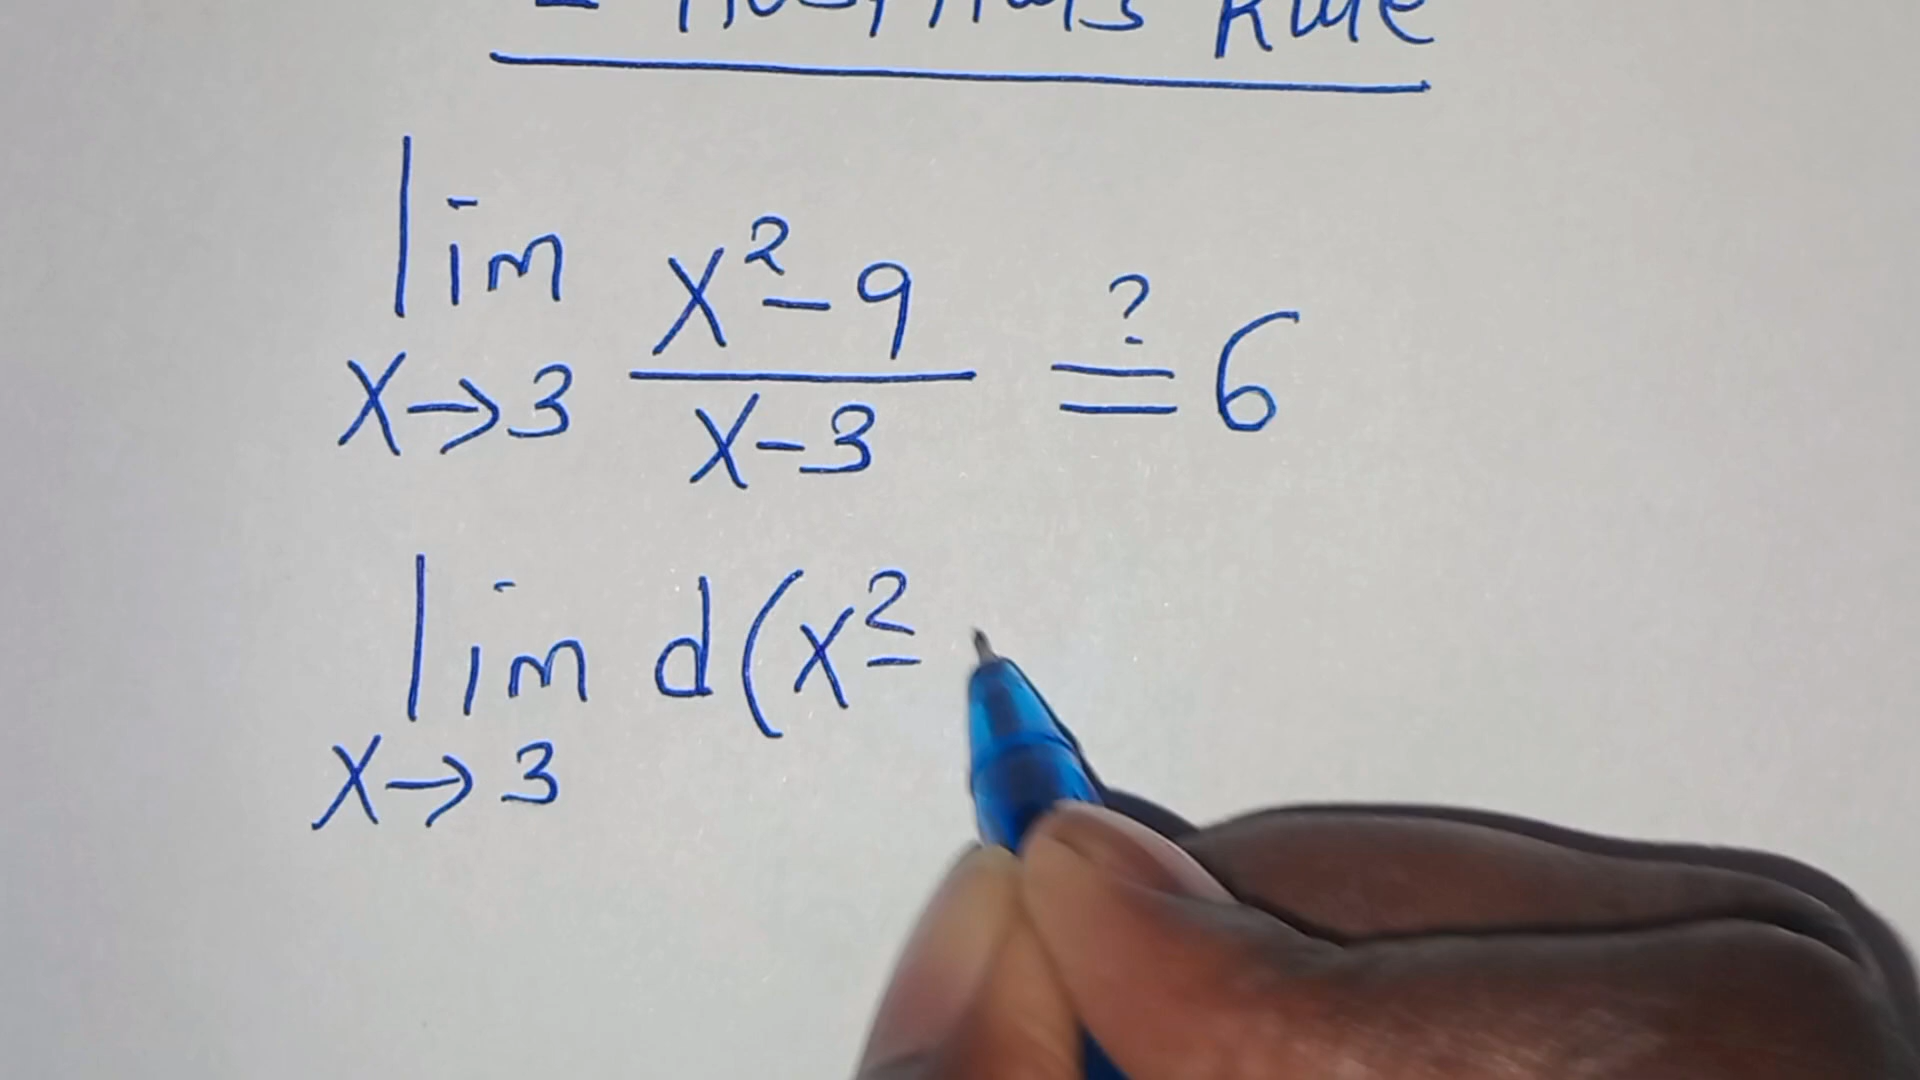 Rule
lim x→3 x²-9 / x-3 ?= 6
lim x→3 d(x²-